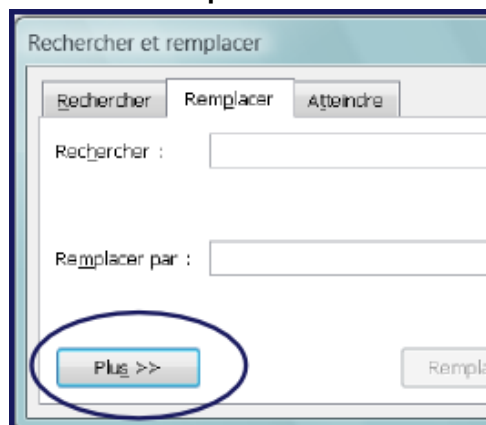 Rechercher et remplacer
Rechercher Remplacer Atteindre
Rechercher :
Remplacer par :
Plus >>